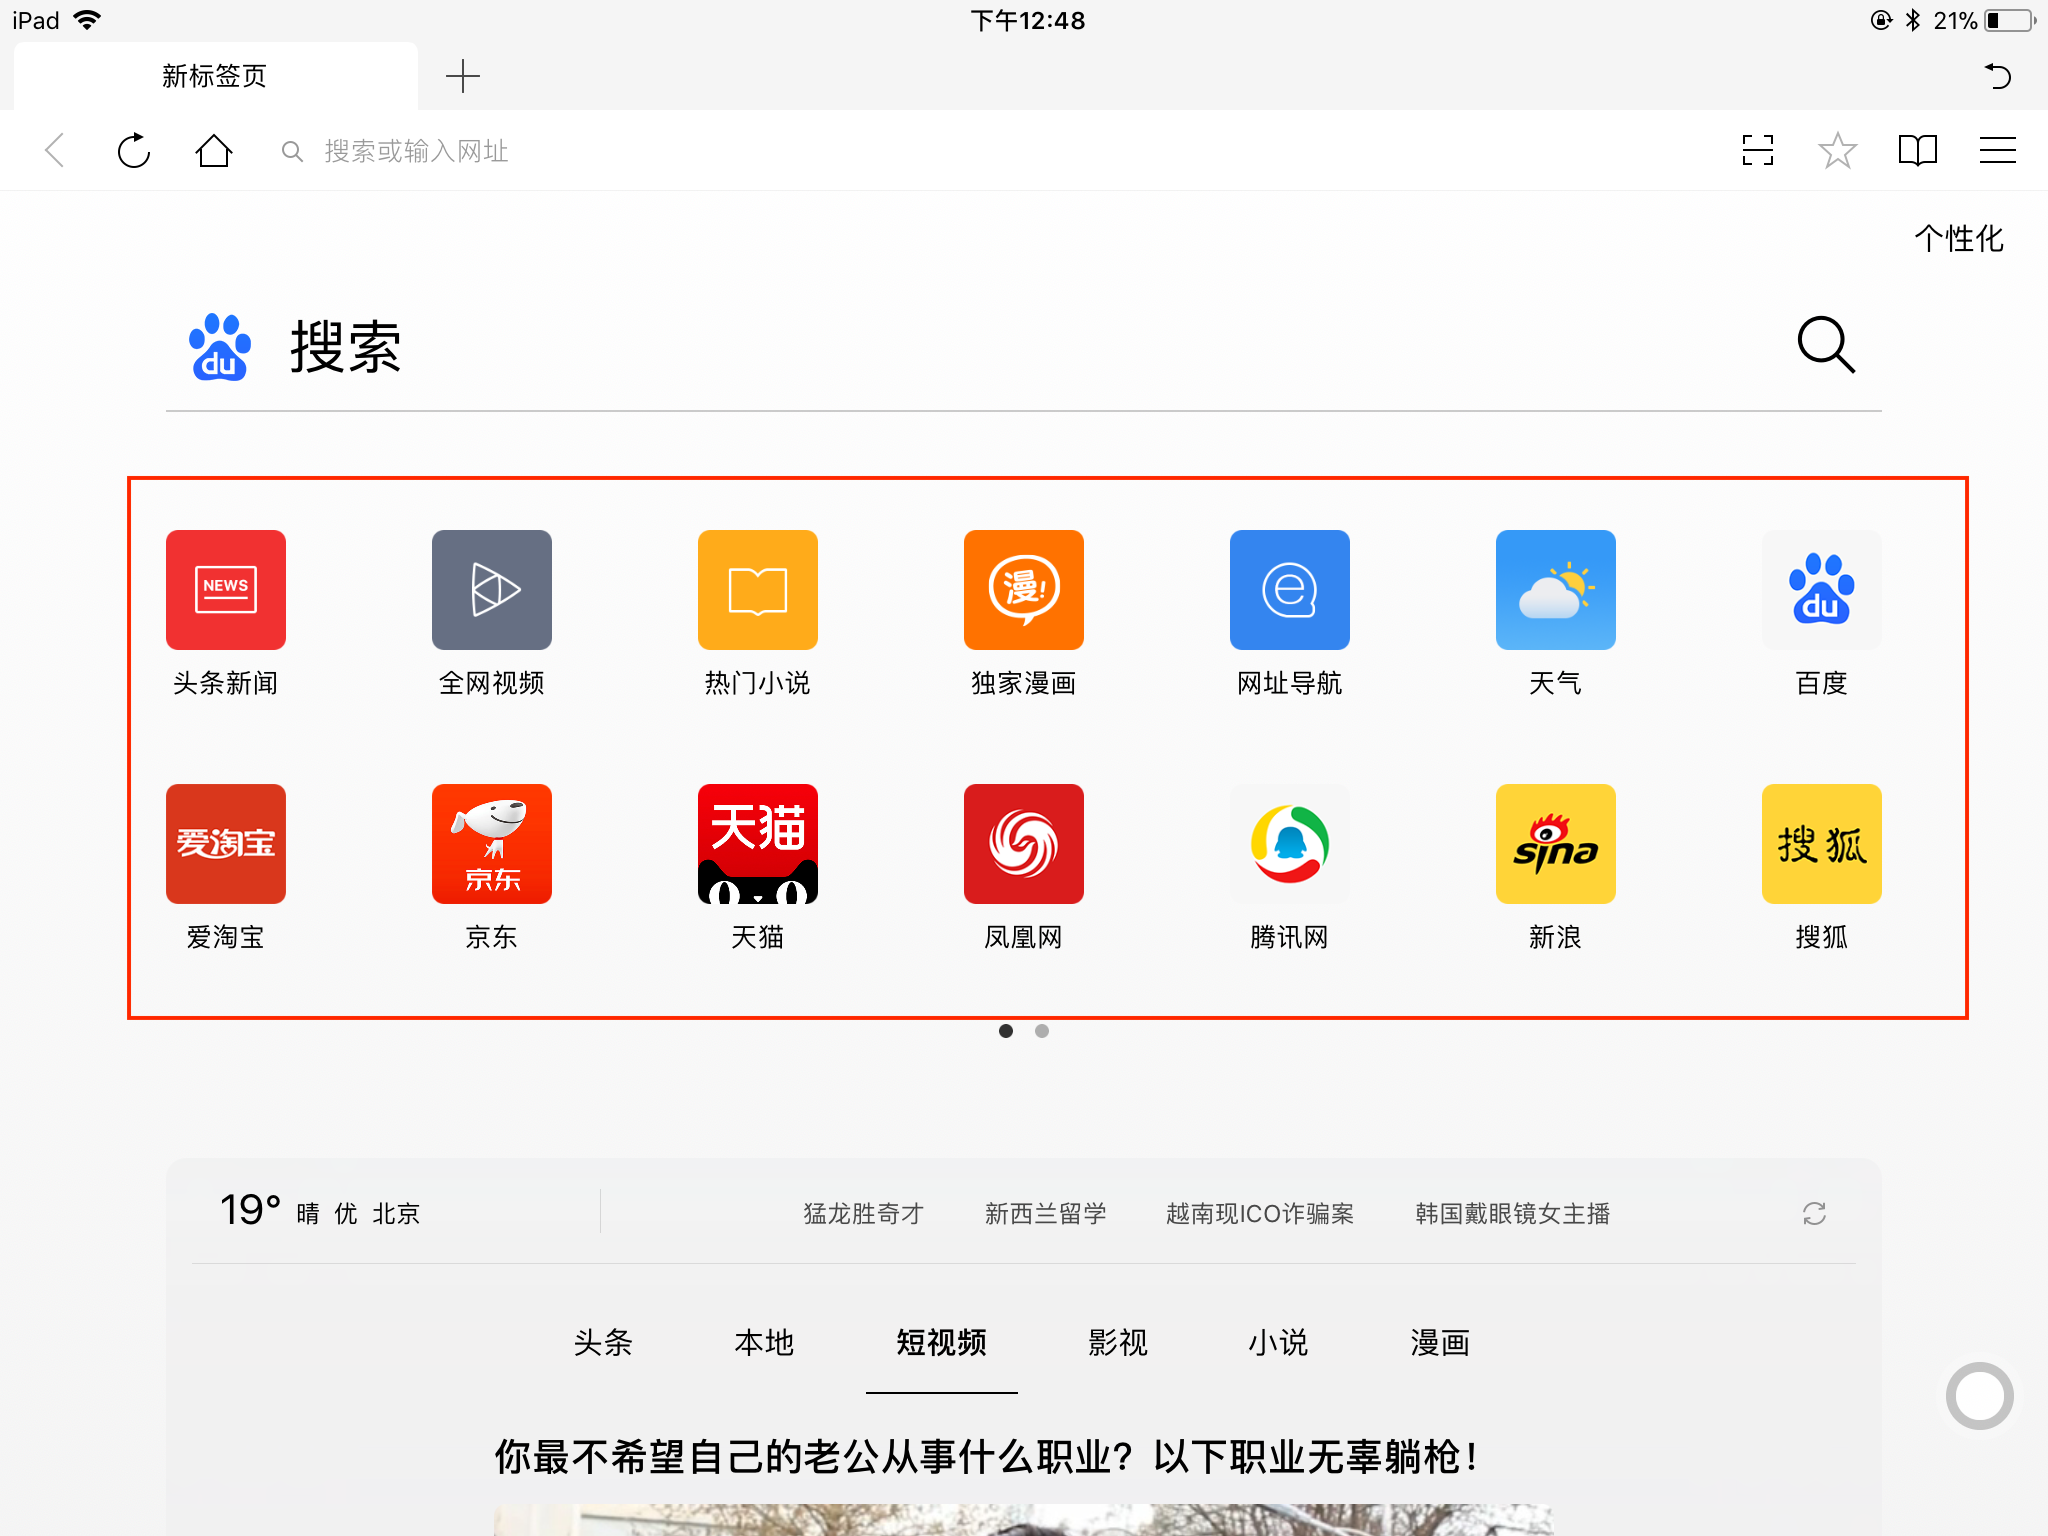 iPad 下午12:48 21%
新标签页
搜索或输入网址
个性化
du 搜索
NEWS 漫! e du
头条新闻 全网视频 热门小说 独家漫画 网址导航 天气 百度
爱淘宝 京东 天猫 sina 搜狐
爱淘宝 京东 天猫 凤凰网 腾讯网 新浪 搜狐
19° 晴 优 北京 猛龙胜奇才 新西兰留学 越南现ICO诈骗案 韩国戴眼镜女主播
头条 本地 短视频 影视 小说 漫画
你最不希望自己的老公从事什么职业？以下职业无辜躺枪！